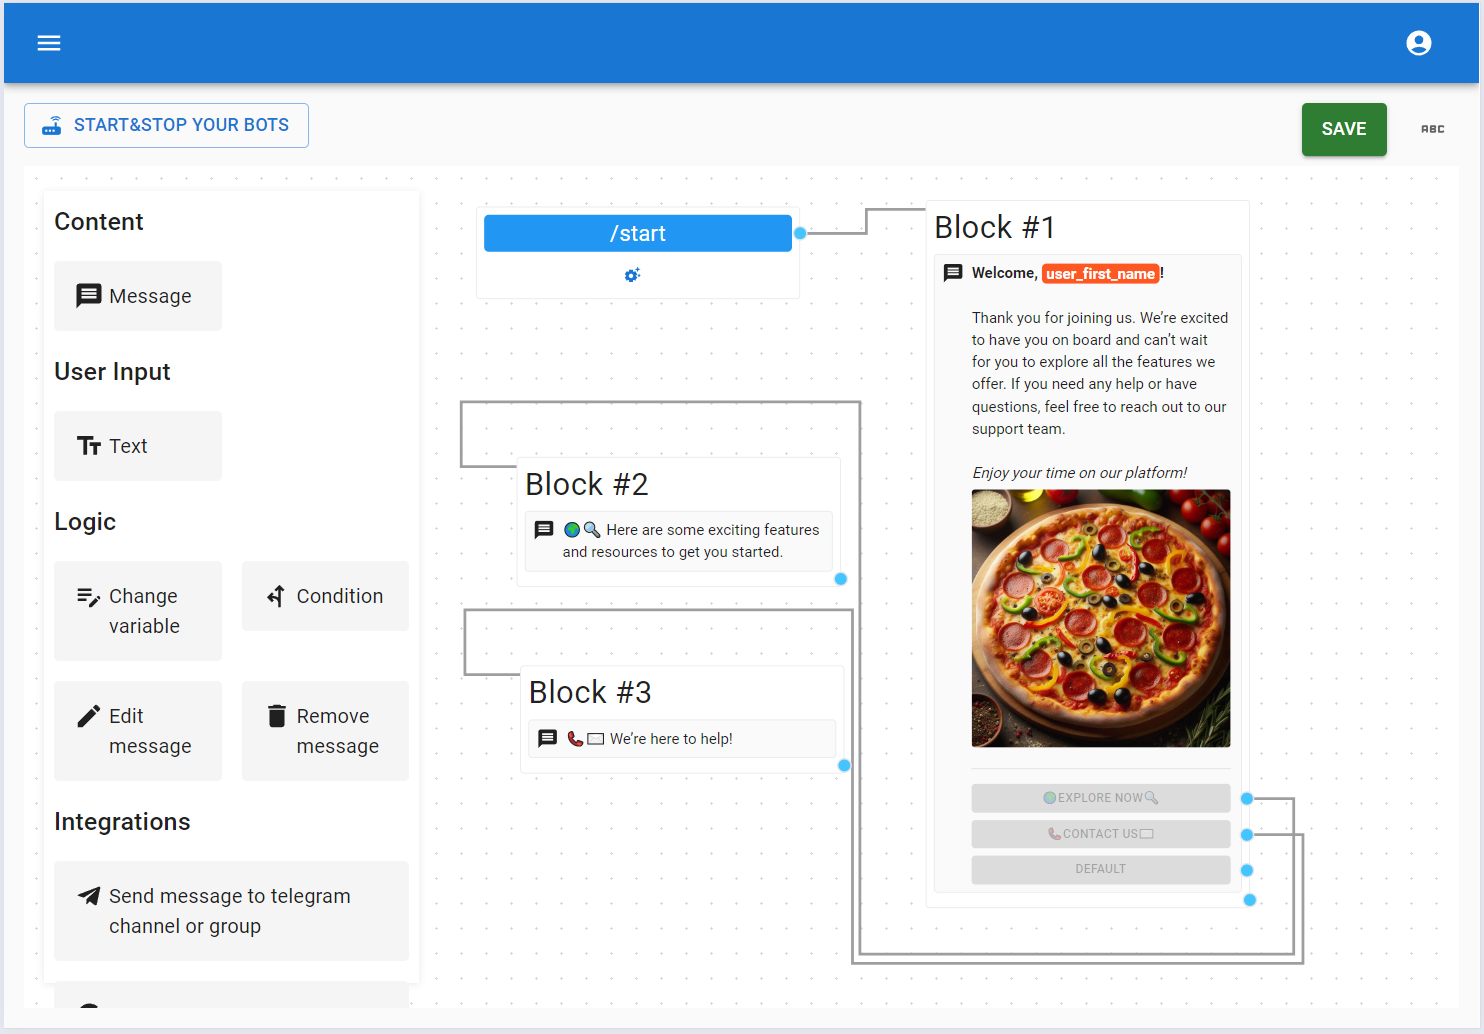 START&STOP YOUR BOTS
SAVE
ABC
Content
Message
User Input
Text
Logic
Change
variable
Condition
Edit
message
Remove
message
Integrations
Send message to telegram
channel or group
/start
Block #1
Welcome, user_first_name!
Thank you for joining us. We’re excited
to have you on board and can’t wait
for you to explore all the features we
offer. If you need any help or have
questions, feel free to reach out to our
support team.
Enjoy your time on our platform!
🌍EXPLORE NOW🔍
📞CONTACT US✉️
DEFAULT
Block #2
🌍🔍 Here are some exciting features
and resources to get you started.
Block #3
📞✉️ We’re here to help!